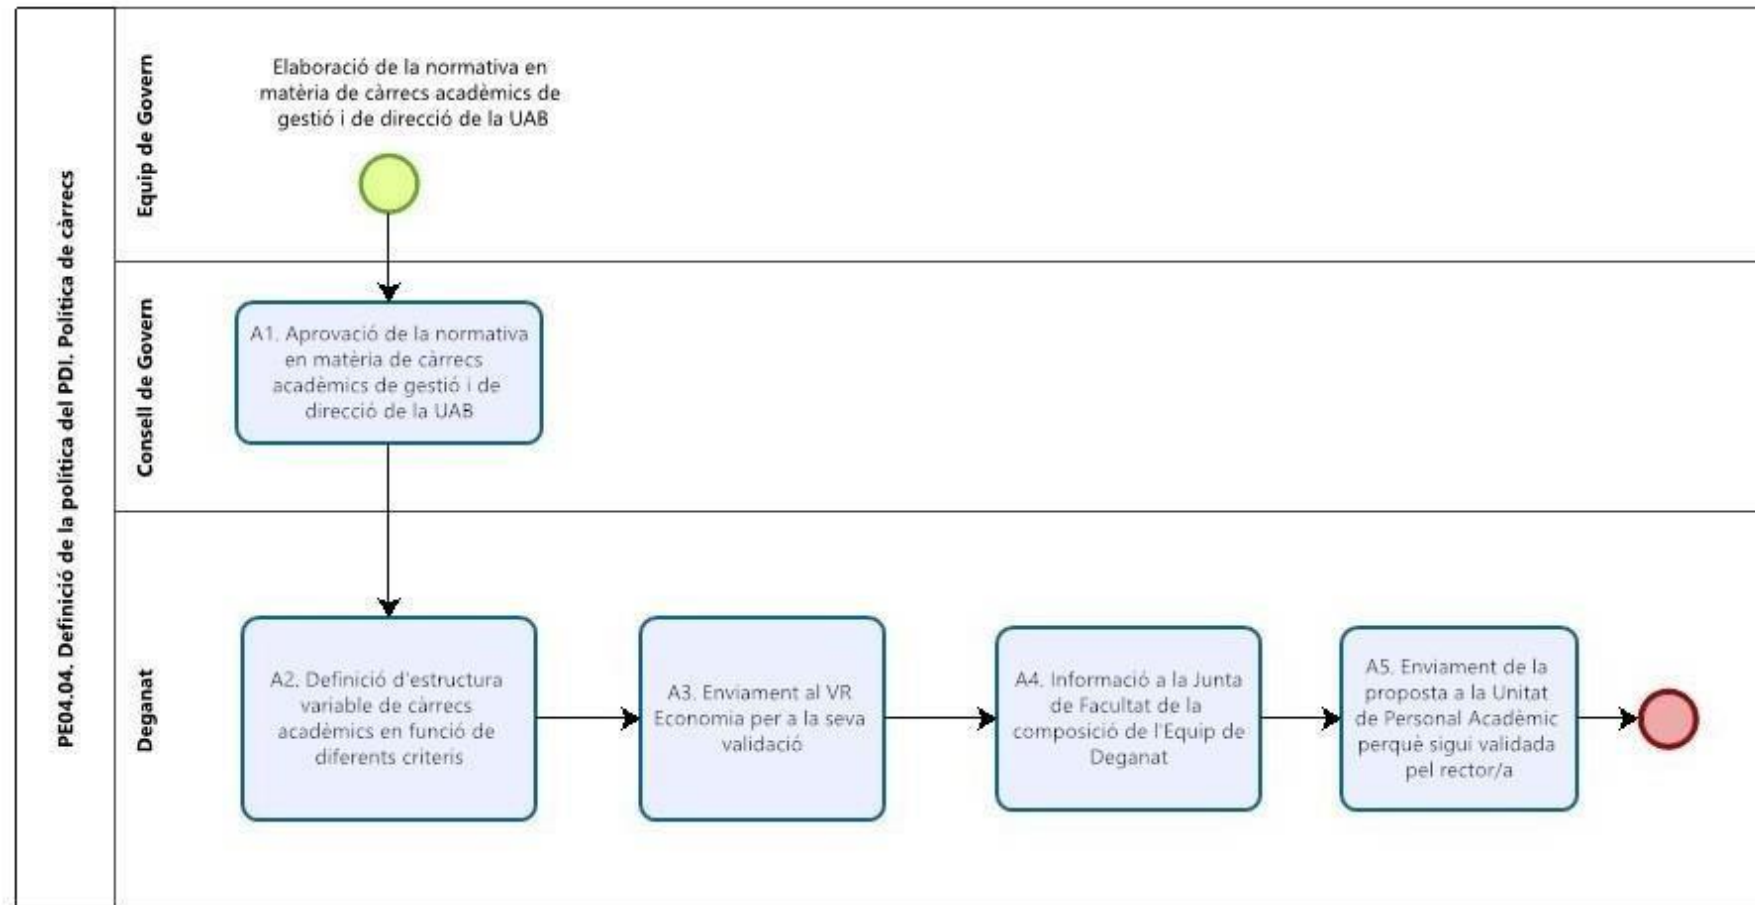 PE04.04. Definició de la política del PDI. Política de càrrecs
Equip de Govern
Elaboració de la normativa en
matèria de càrrecs acadèmics de
gestió i de direcció de la UAB
Consell de Govern
A1. Aprovació de la normativa
en matèria de càrrecs
acadèmics de gestió i de
direcció de la UAB
Deganat
A2. Definició d'estructura
variable de càrrecs
acadèmics en funció de
diferents criteris
A3. Enviament al VR
Economia per a la seva
validació
A4. Informació a la Junta
de Facultat de la
composició de l'Equip de
Deganat
A5. Enviament de la
proposta a la Unitat
de Personal Acadèmic
perquè sigui validada
pel rector/a